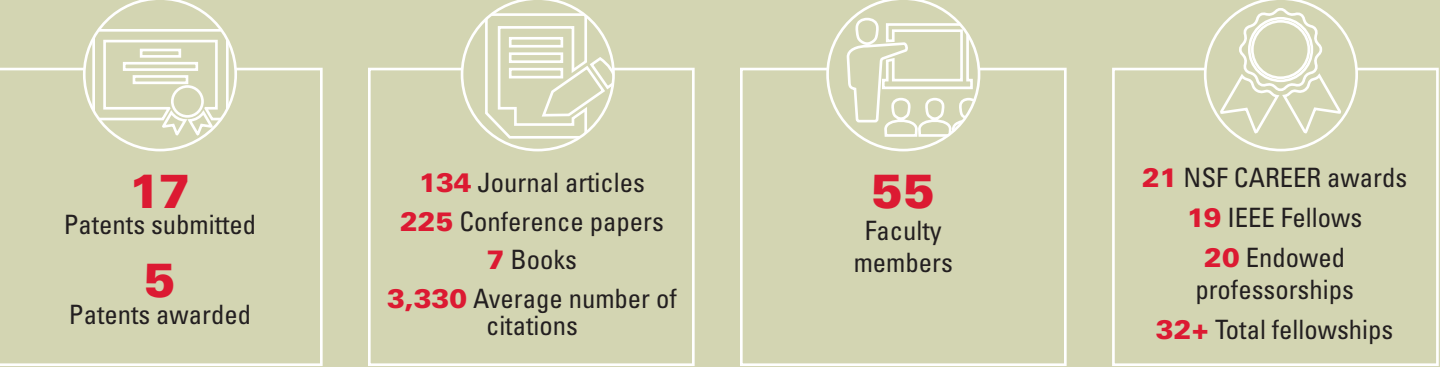 17
Patents submitted
5
Patents awarded
134 Journal articles
225 Conference papers
7 Books
3,330 Average number of
citations
55
Faculty
members
21 NSF CAREER awards
19 IEEE Fellows
20 Endowed
professorships
32+ Total fellowships